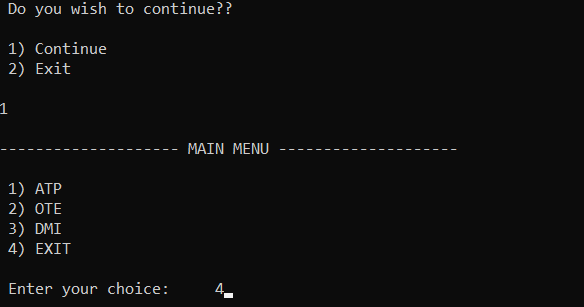 Do you wish to continue??
1) Continue
2) Exit
1
-------------------- MAIN MENU --------------------
1) ATP
2) OTE
3) DMI
4) EXIT
Enter your choice:     4